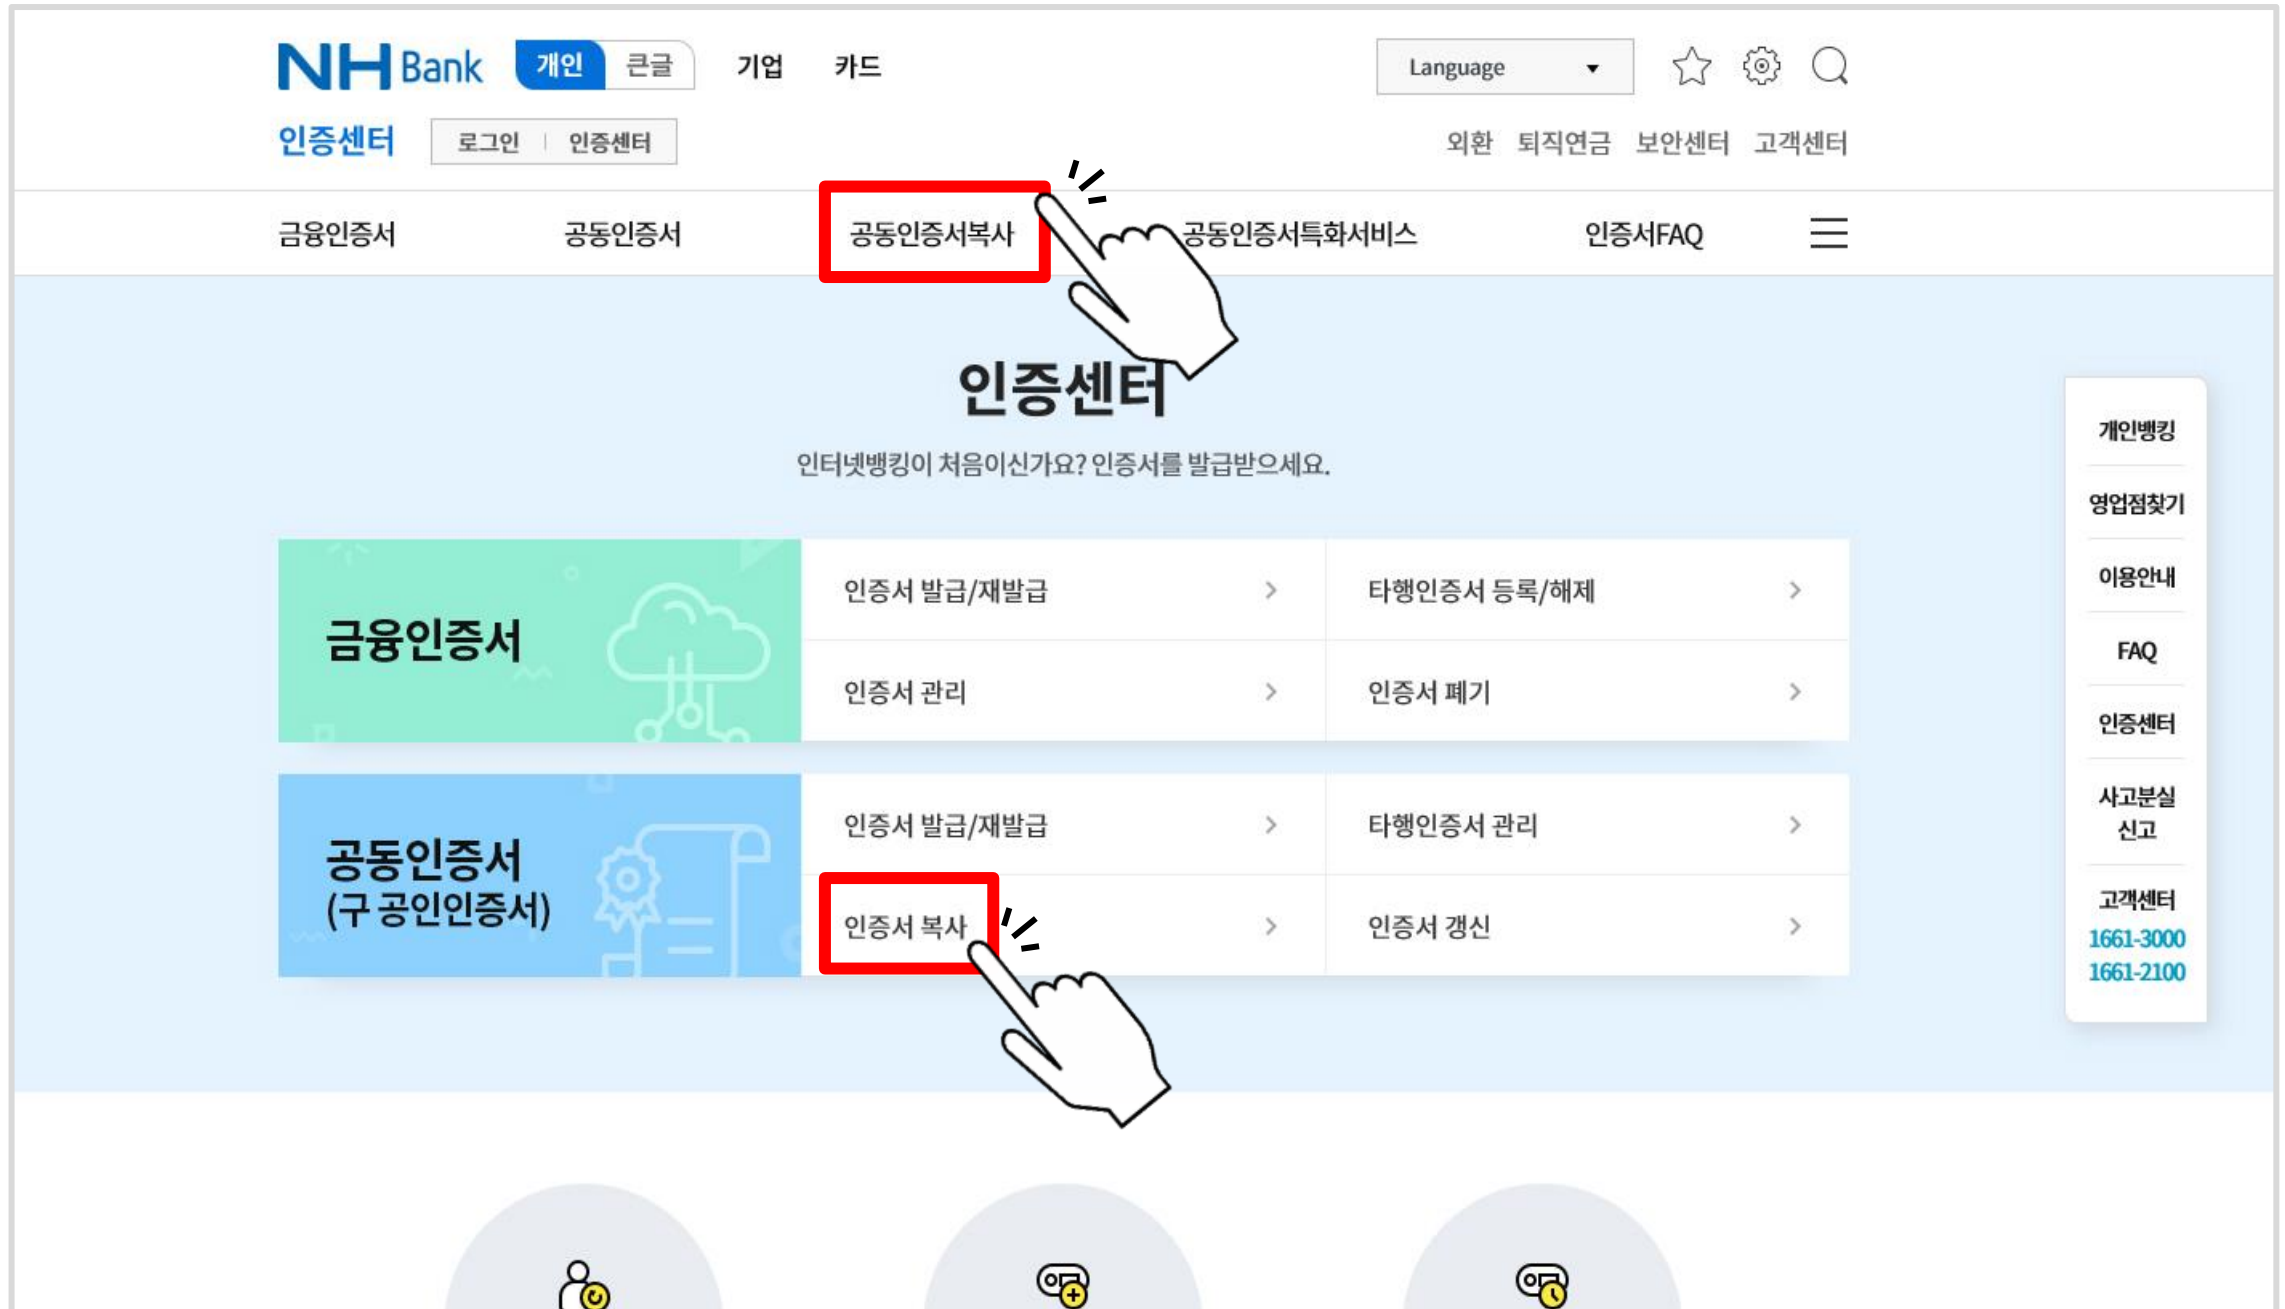 NH Bank 개인 큰글 기업 카드 Language
인증센터 로그인 인증센터 외환 퇴직연금 보안센터 고객센터
금융인증서 공동인증서 공동인증서복사 공동인증서특화서비스 인증서FAQ
인증센터
인터넷뱅킹이 처음이신가요? 인증서를 발급받으세요.
금융인증서
인증서 발급/재발급 타행인증서 등록/해제
인증서 관리 인증서 폐기
공동인증서
(구 공인인증서)
인증서 발급/재발급 타행인증서 관리
인증서 복사 인증서 갱신
개인뱅킹
영업점찾기
이용안내
FAQ
인증센터
사고분실
신고
고객센터
1661-3000
1661-2100